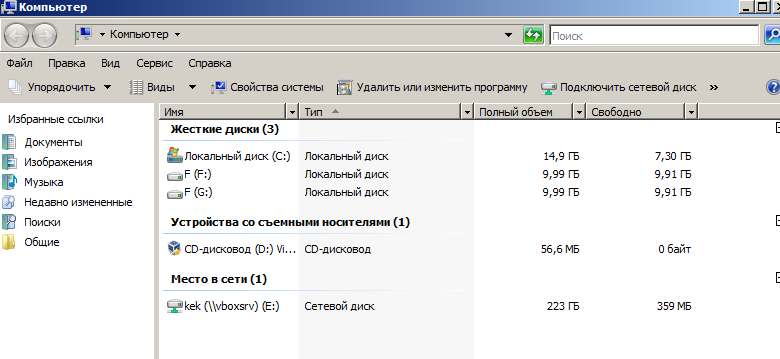 Компьютер
Компьютер
Поиск
Файл Правка Вид Сервис Справка
Упорядочить Виды Свойства системы Удалить или изменить программу Подключить сетевой диск »
Избранные ссылки
Документы
Изображения
Музыка
Недавно измененные
Поиски
Общие
Имя Тип Полный объем Свободно
Жесткие диски (3)
Локальный диск (C:) Локальный диск 14,9 ГБ 7,30 ГБ
F (F:) Локальный диск 9,99 ГБ 9,91 ГБ
F (G:) Локальный диск 9,99 ГБ 9,91 ГБ
Устройства со съемными носителями (1)
CD-дисковод (D:) Vi... CD-дисковод 56,6 МБ 0 байт
Место в сети (1)
kek (\\vboxsrv) (E:) Сетевой диск 223 ГБ 359 МБ